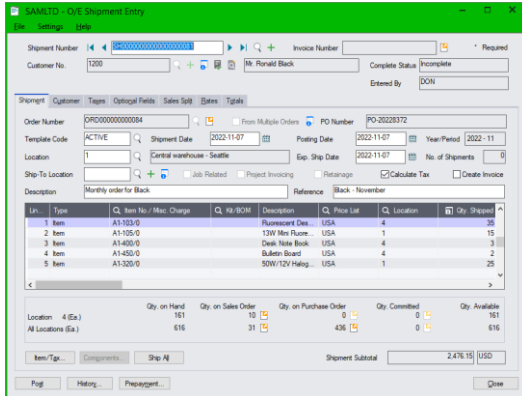 SAMLTD - O/E Shipment Entry
File Settings Help
Shipment Number SH0000000000000000081 Invoice Number * Required
Customer No. 1200 Mr. Ronald Black Complete Status Incomplete
Entered By DON
Shipment Customer Taxes Optional Fields Sales Split Rates Totals
Order Number ORD000000000084 From Multiple Orders PO Number PO-20228372
Template Code ACTIVE Shipment Date 2022-11-07 Posting Date 2022-11-07 Year/Period 2022 - 11
Location 1 Central warehouse - Seattle Exp. Ship Date 2022-11-07 No. of Shipments 0
Ship-To Location Job Related Project Invoicing Retainage Calculate Tax Create Invoice
Description Monthly order for Black Reference Black - November
Lin... Type Item No./ Misc. Charge Kit/BOM Description Price List Location Qty. Shipped
1 Item A1-103/0 Fluorescent Des... USA 4 35
2 Item A1-105/0 13W Mini Fluore... USA 1 15
3 Item A1-400/0 Desk Note Book USA 4 3
4 Item A1-450/0 Bulletin Board USA 4 2
5 Item A1-320/0 50W/12V Halog... USA 1 25
Qty. on Hand Qty. on Sales Order Qty. on Purchase Order Qty. Committed Qty. Available
Location 4 (Ea.) 161 10 0 0 161
All Locations (Ea.) 616 31 436 0 616
Item/Tax... Components... Ship All Shipment Subtotal 2,476.15 USD
Post History... Prepayment... Close